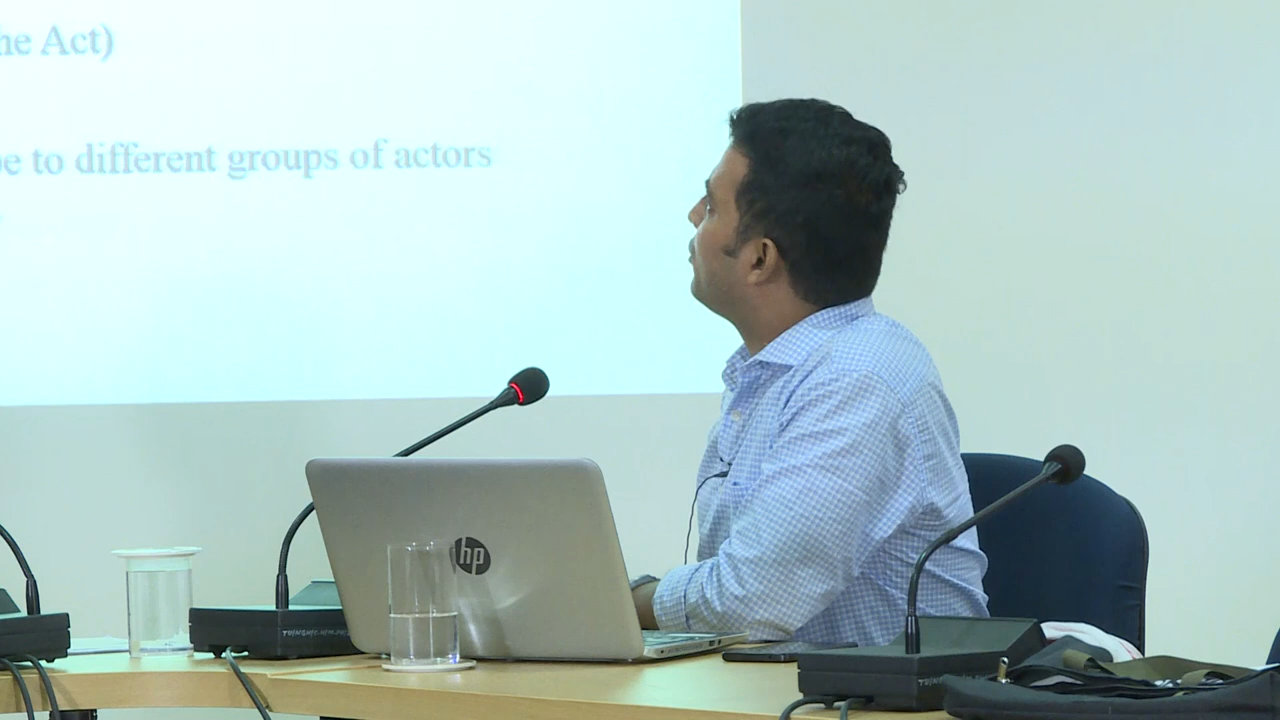 he Act)
be to different groups of actors
hp